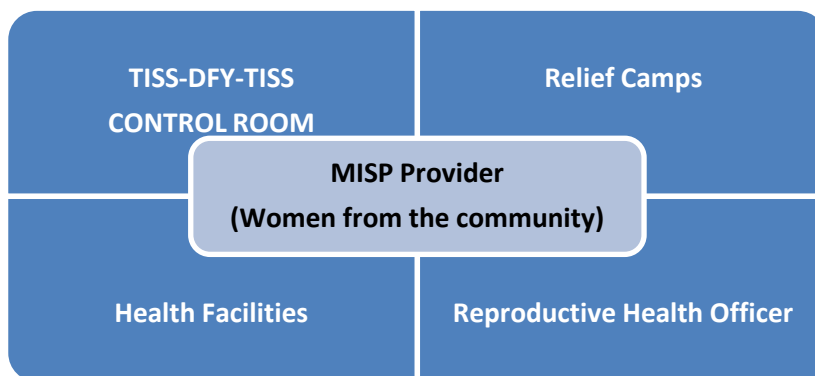 TISS-DFY-TISS
CONTROL ROOM
Relief Camps
MISP Provider
(Women from the community)
Health Facilities
Reproductive Health Officer